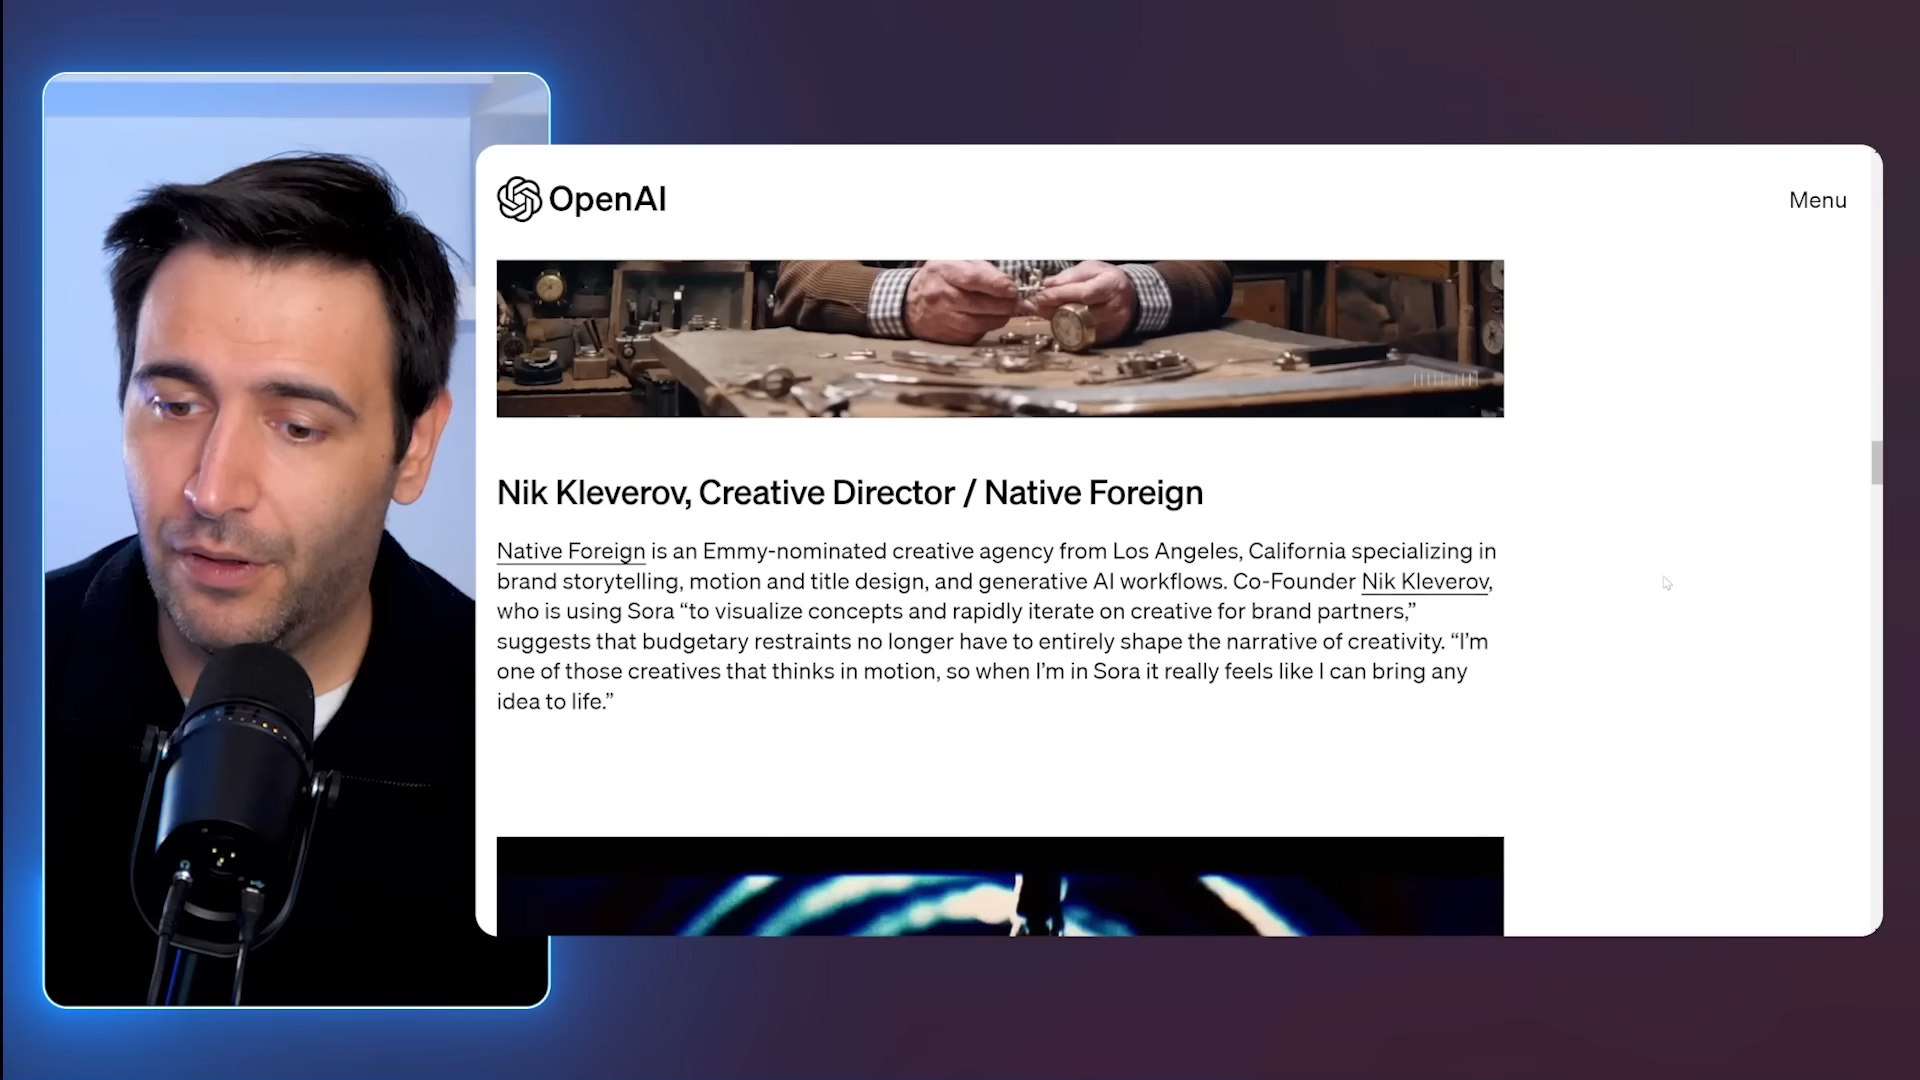 OpenAI
Menu
Nik Kleverov, Creative Director / Native Foreign
Native Foreign is an Emmy-nominated creative agency from Los Angeles, California specializing in
brand storytelling, motion and title design, and generative AI workflows. Co-Founder Nik Kleverov,
who is using Sora “to visualize concepts and rapidly iterate on creative for brand partners,”
suggests that budgetary restraints no longer have to entirely shape the narrative of creativity. “I’m
one of those creatives that thinks in motion, so when I’m in Sora it really feels like I can bring any
idea to life.”